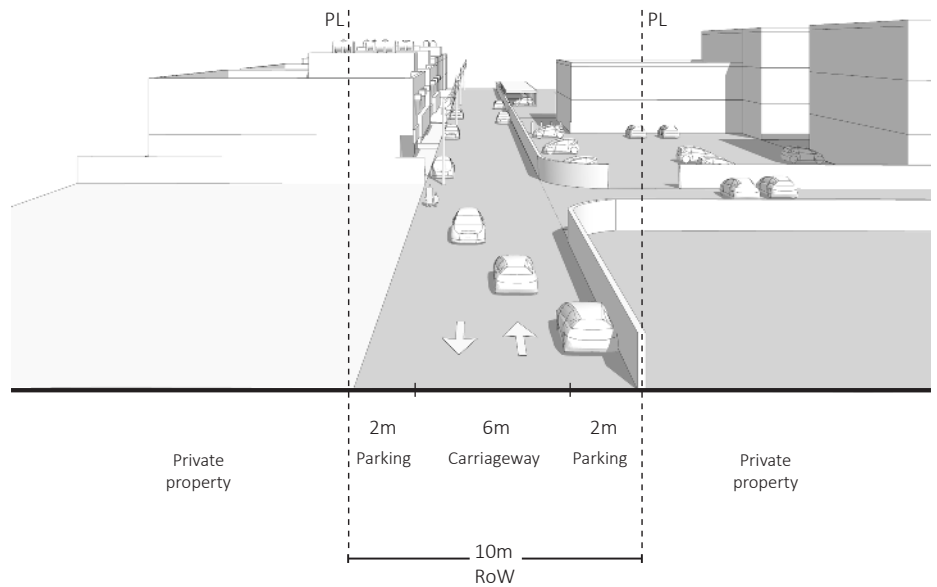 PL
PL
2m
6m
2m
Parking
Carriageway
Parking
Private
property
Private
property
10m
RoW